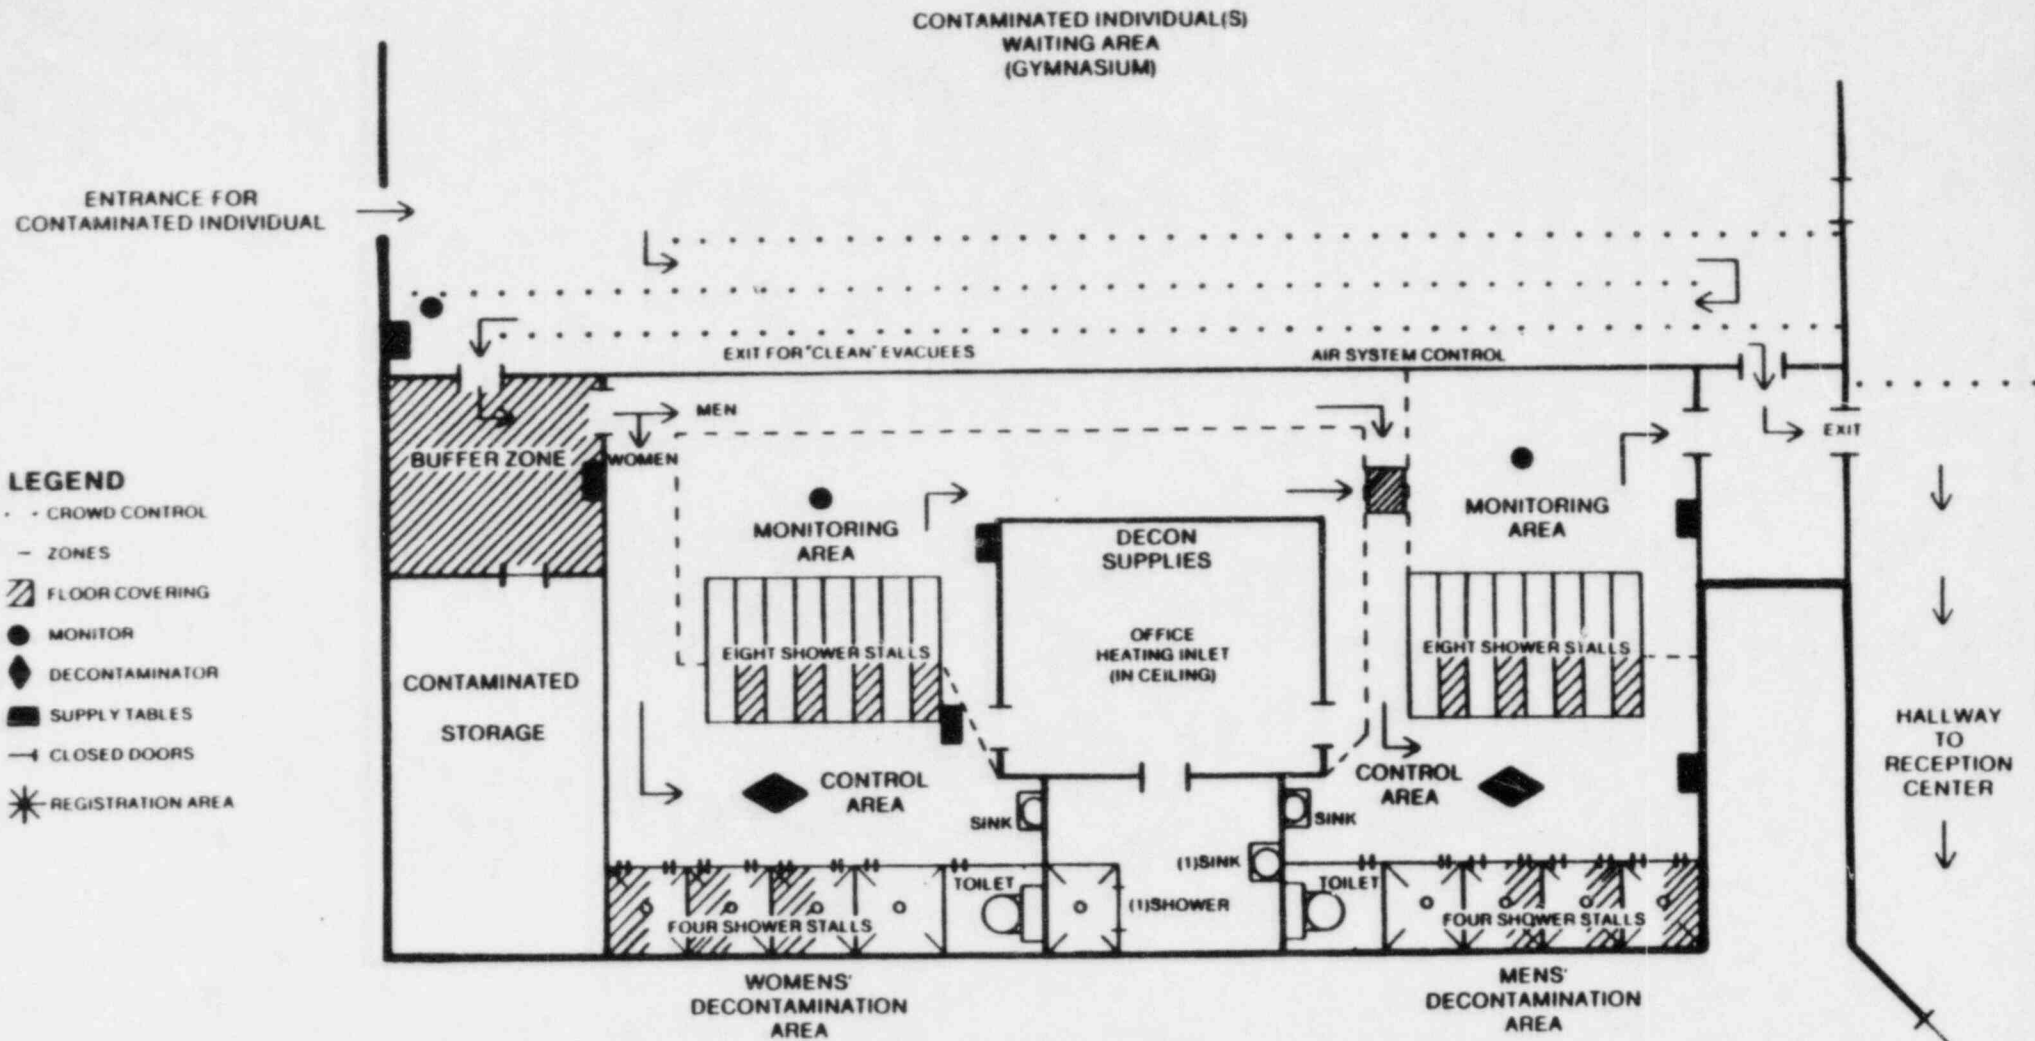 CONTAMINATED INDIVIDUAL(S)
WAITING AREA
(GYMNASIUM)
ENTRANCE FOR
CONTAMINATED INDIVIDUAL
EXIT FOR "CLEAN" EVACUEES
AIR SYSTEM CONTROL
MEN
WOMEN
BUFFER ZONE
EXIT
LEGEND
CROWD CONTROL
ZONES
FLOOR COVERING
MONITOR
DECONTAMINATOR
SUPPLY TABLES
CLOSED DOORS
REGISTRATION AREA
MONITORING
AREA
DECON
SUPPLIES
MONITORING
AREA
OFFICE
HEATING INLET
(IN CEILING)
EIGHT SHOWER STALLS
EIGHT SHOWER STALLS
CONTAMINATED
STORAGE
CONTROL
AREA
CONTROL
AREA
HALLWAY
TO
RECEPTION
CENTER
SINK
SINK
(1)SINK
TOILET
TOILET
(1)SHOWER
FOUR SHOWER STALLS
FOUR SHOWER STALLS
WOMENS'
DECONTAMINATION
AREA
MENS'
DECONTAMINATION
AREA